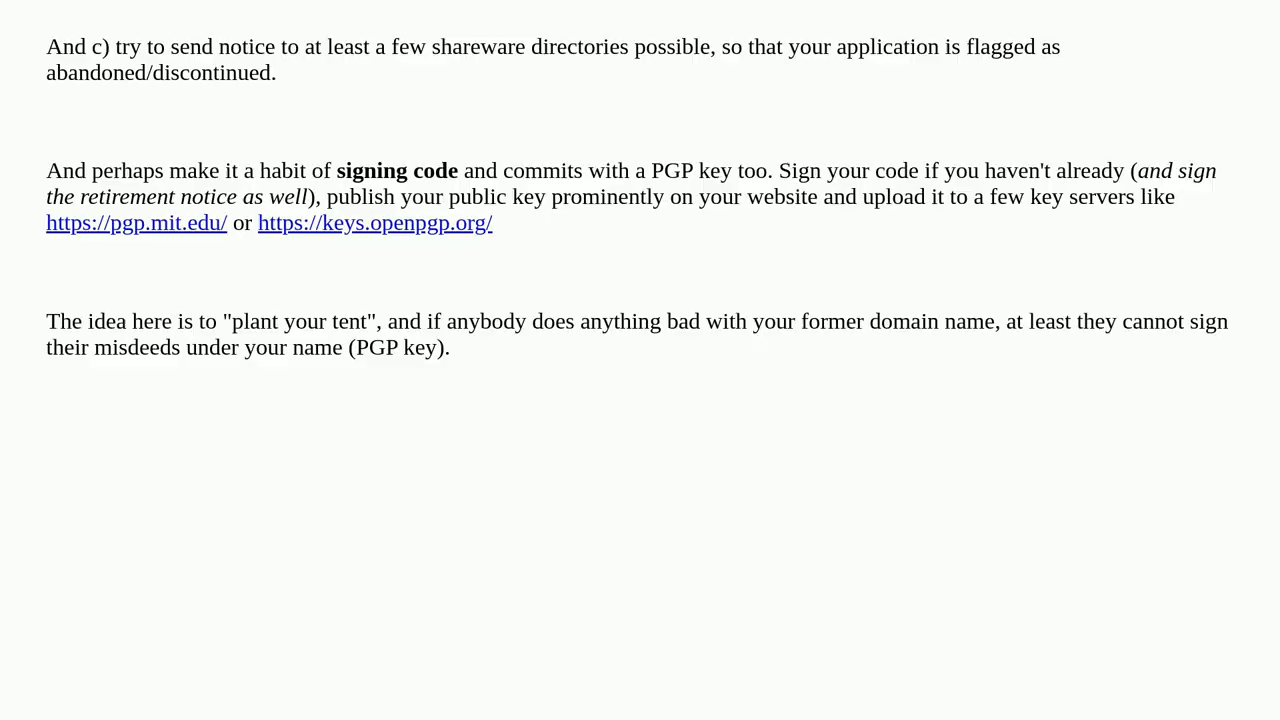 And c) try to send notice to at least a few shareware directories possible, so that your application is flagged as
abandoned/discontinued.
And perhaps make it a habit of signing code and commits with a PGP key too. Sign your code if you haven't already (and sign
the retirement notice as well), publish your public key prominently on your website and upload it to a few key servers like
https://pgp.mit.edu/ or https://keys.openpgp.org/
The idea here is to "plant your tent", and if anybody does anything bad with your former domain name, at least they cannot sign
their misdeeds under your name (PGP key).